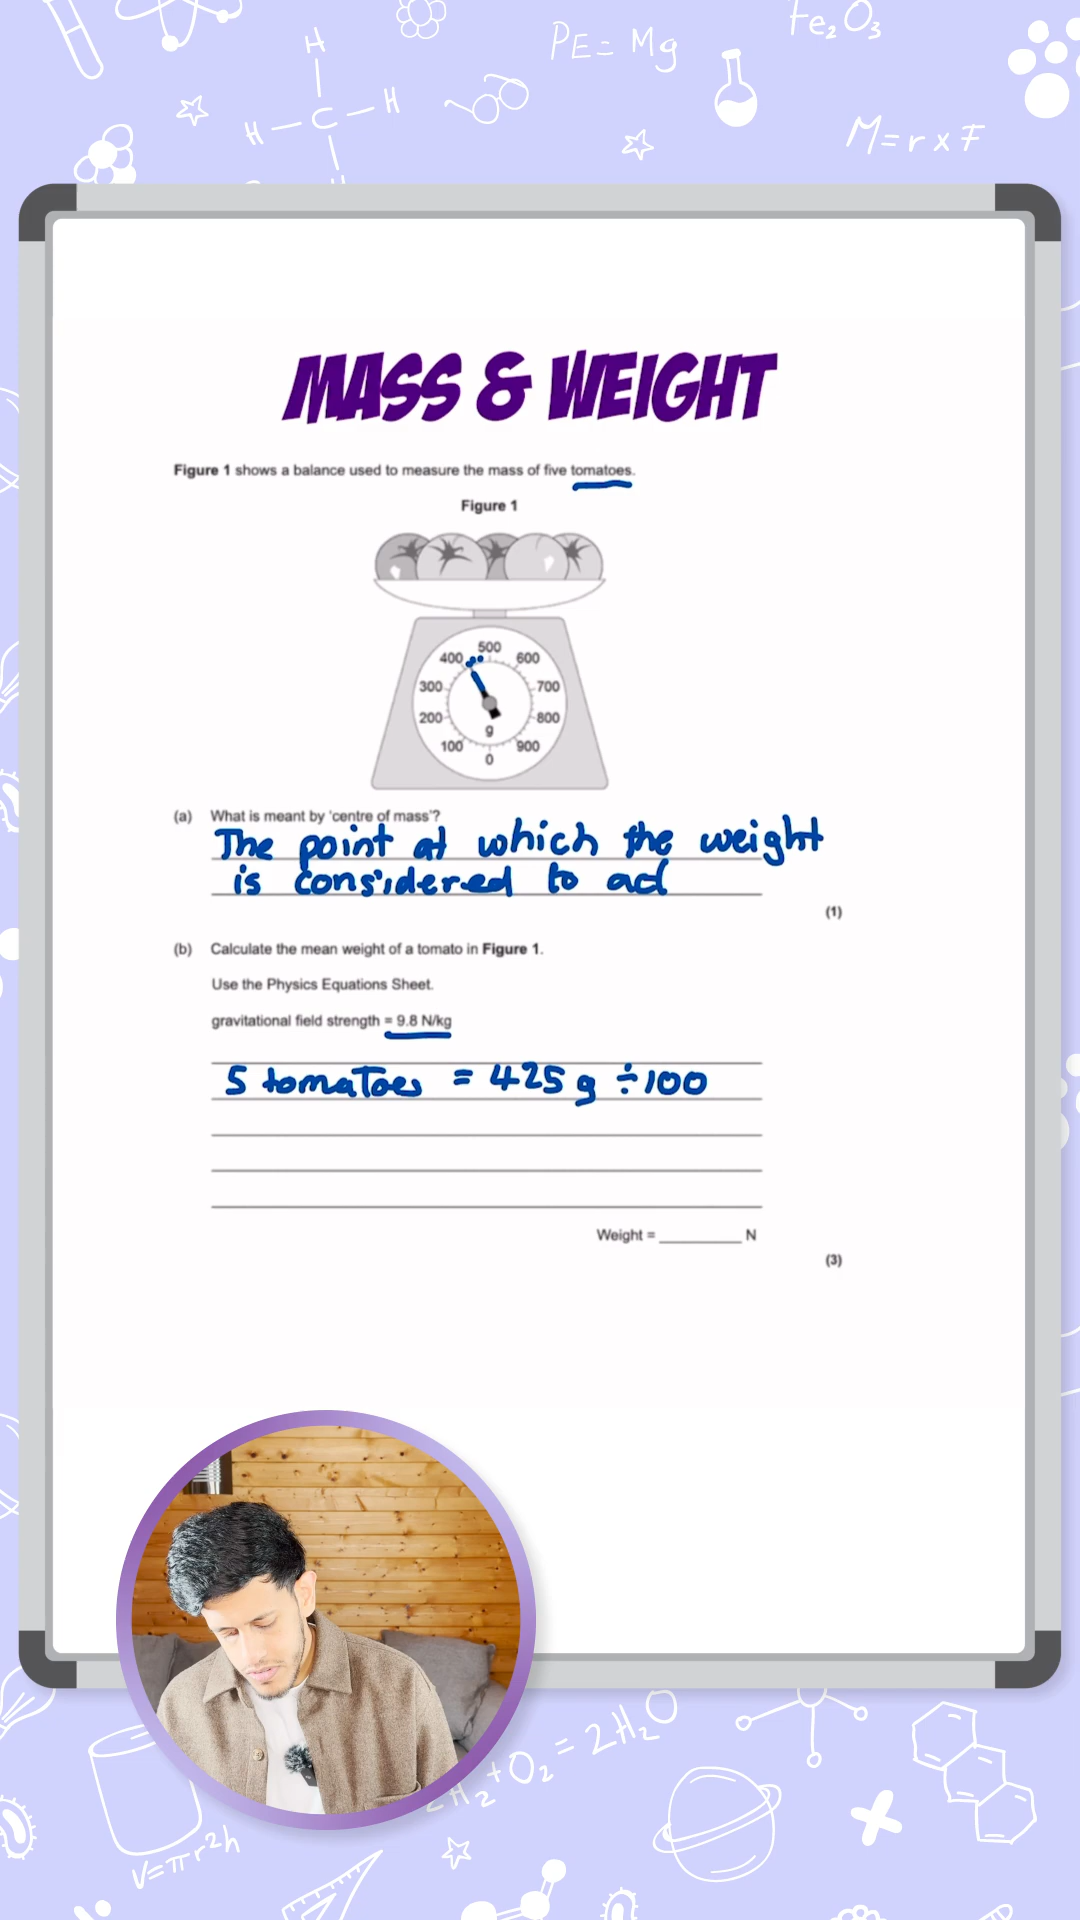 PE = Mg
Fe₂O₃
H
H — C — H
H
M = r x F
MASS & WEIGHT
Figure 1 shows a balance used to measure the mass of five tomatoes.
Figure 1
500
400 600
300 700
200 800
100 900
g
0
(a) What is meant by 'centre of mass'?
The point at which the weight
is considered to act
(1)
(b) Calculate the mean weight of a tomato in Figure 1.
Use the Physics Equations Sheet.
gravitational field strength = 9.8 N/kg
5 tomatoes = 425 g ÷100
Weight = ________ N
(3)
2H₂+O₂ = 2H₂O
V=πr²h